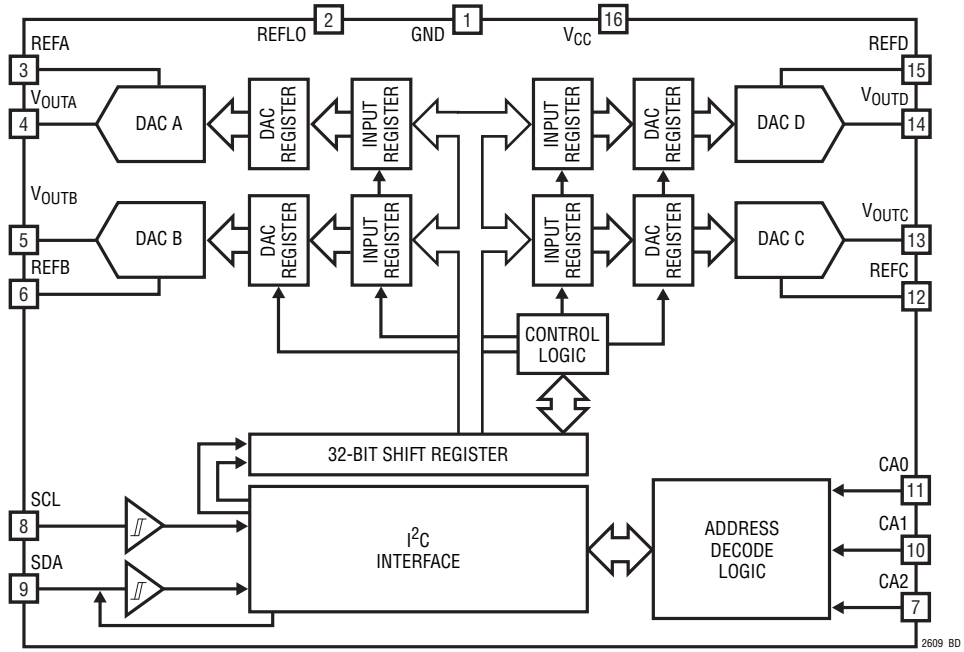 2
1
16
REFLO
GND
VCC
REFA
REFD
3
15
VOUTA
VOUTD
4
DAC A
DAC
REGISTER
INPUT
REGISTER
INPUT
REGISTER
DAC
REGISTER
DAC D
14
VOUTB
VOUTC
5
DAC B
DAC
REGISTER
INPUT
REGISTER
INPUT
REGISTER
DAC
REGISTER
DAC C
13
REFB
REFC
6
12
CONTROL
LOGIC
32-BIT SHIFT REGISTER
CA0
11
SCL
8
I2C
INTERFACE
ADDRESS
DECODE
LOGIC
CA1
10
SDA
9
CA2
7
2609 BD